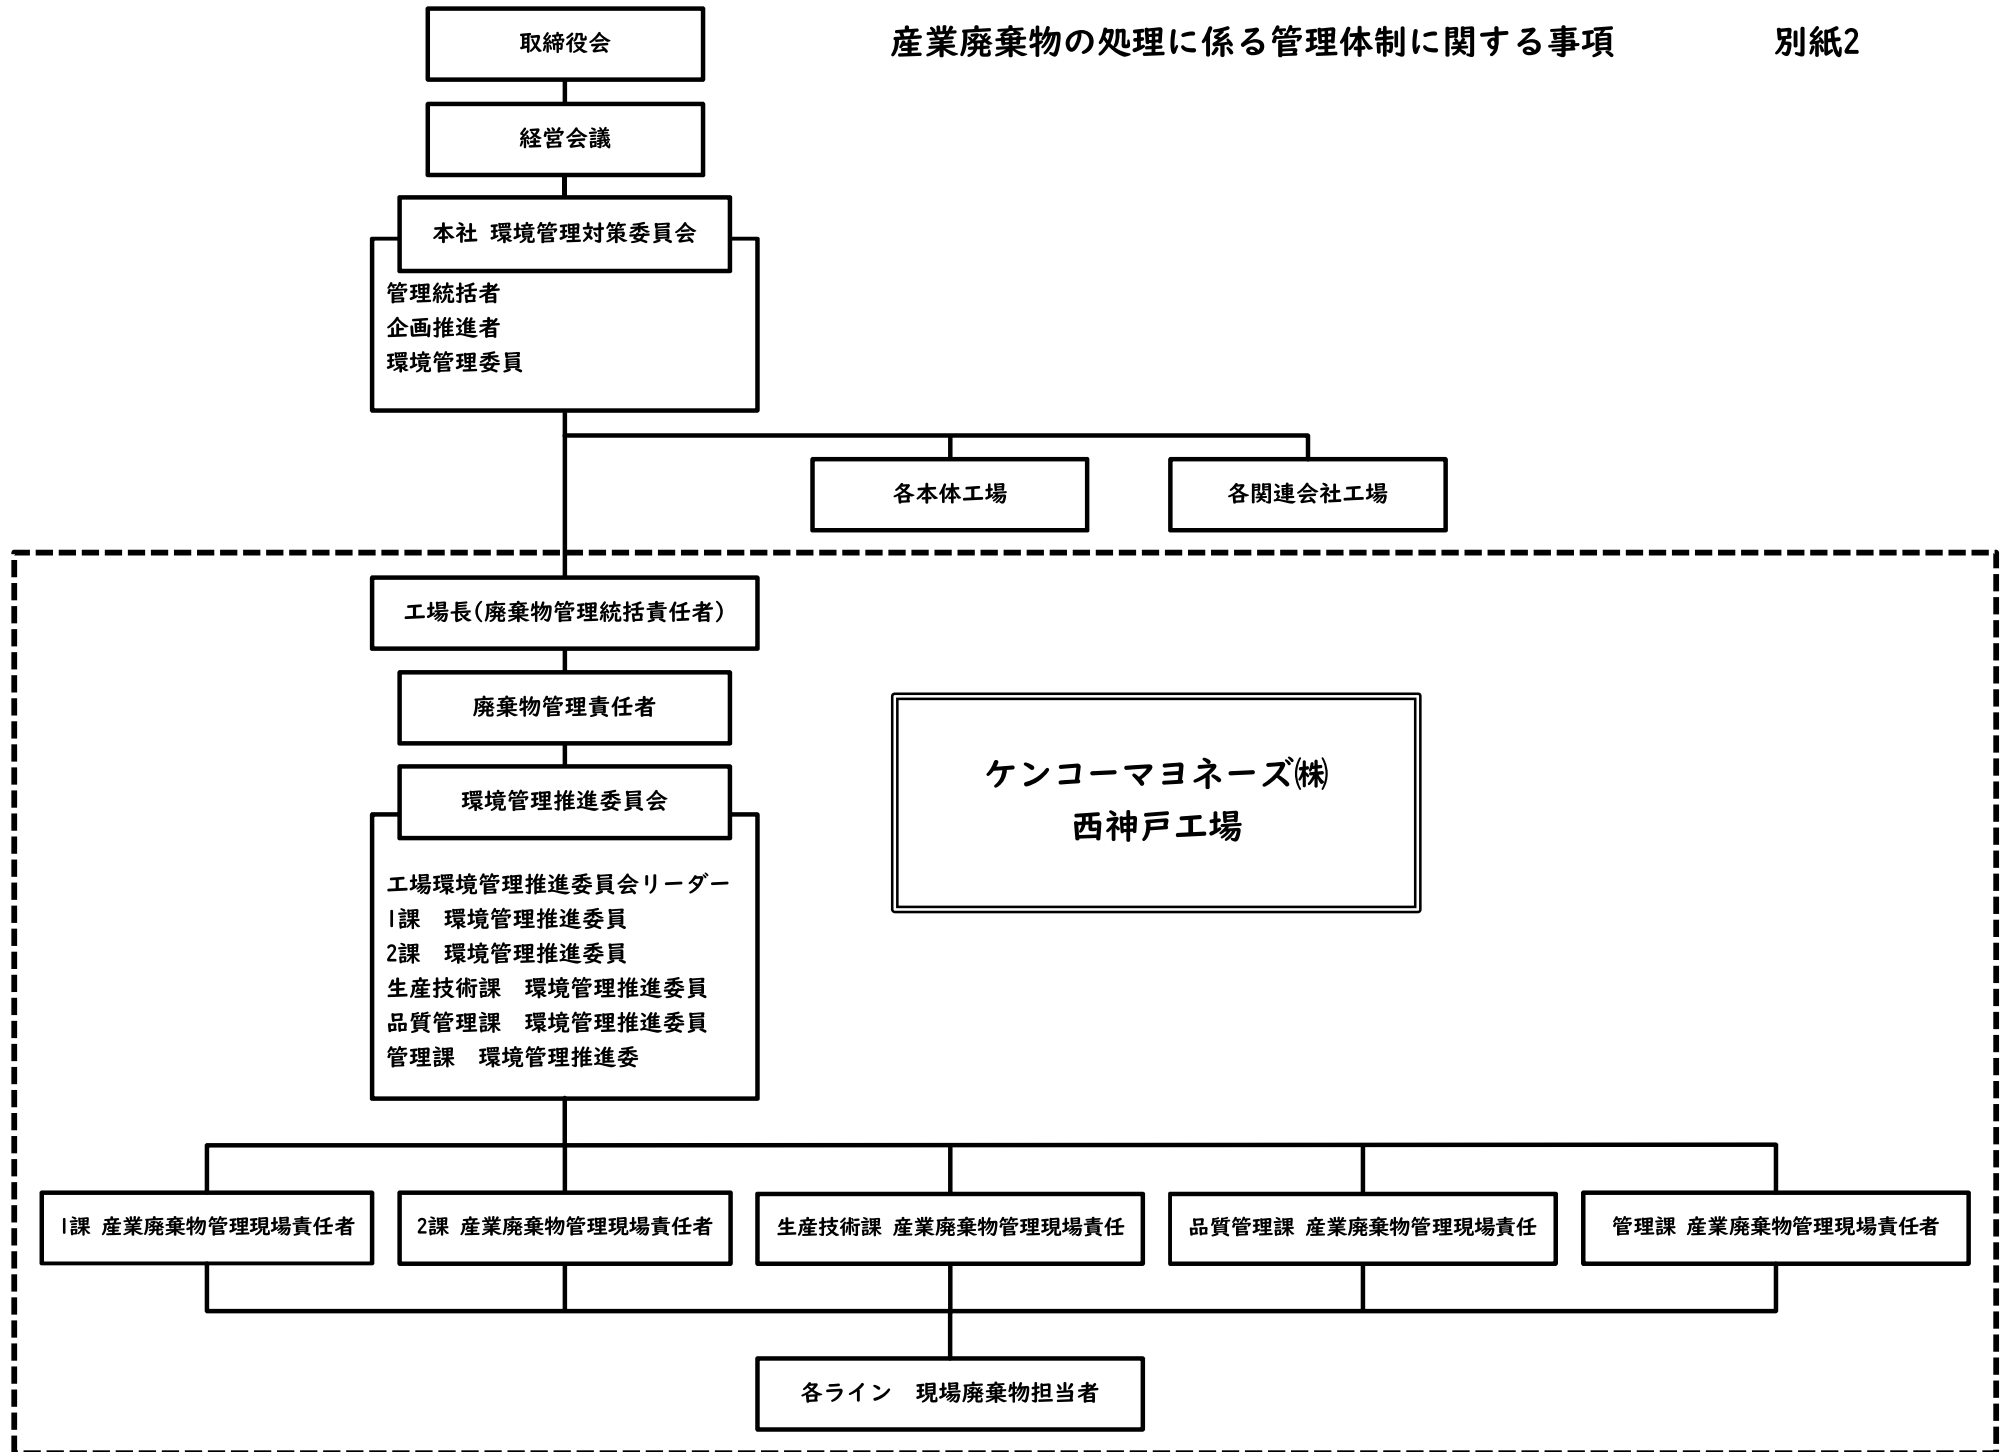 産業廃棄物の処理に係る管理体制に関する事項 別紙2
取締役会
経営会議
本社 環境管理対策委員会
管理統括者
企画推進者
環境管理委員
各本体工場
各関連会社工場
工場長(廃棄物管理統括責任者)
廃棄物管理責任者
環境管理推進委員会
工場環境管理推進委員会リーダー
1課 環境管理推進委員
2課 環境管理推進委員
生産技術課 環境管理推進委員
品質管理課 環境管理推進委員
管理課 環境管理推進委
ケンコーマヨネーズ㈱
西神戸工場
1課 産業廃棄物管理現場責任者
2課 産業廃棄物管理現場責任者
生産技術課 産業廃棄物管理現場責任
品質管理課 産業廃棄物管理現場責任
管理課 産業廃棄物管理現場責任者
各ライン 現場廃棄物担当者